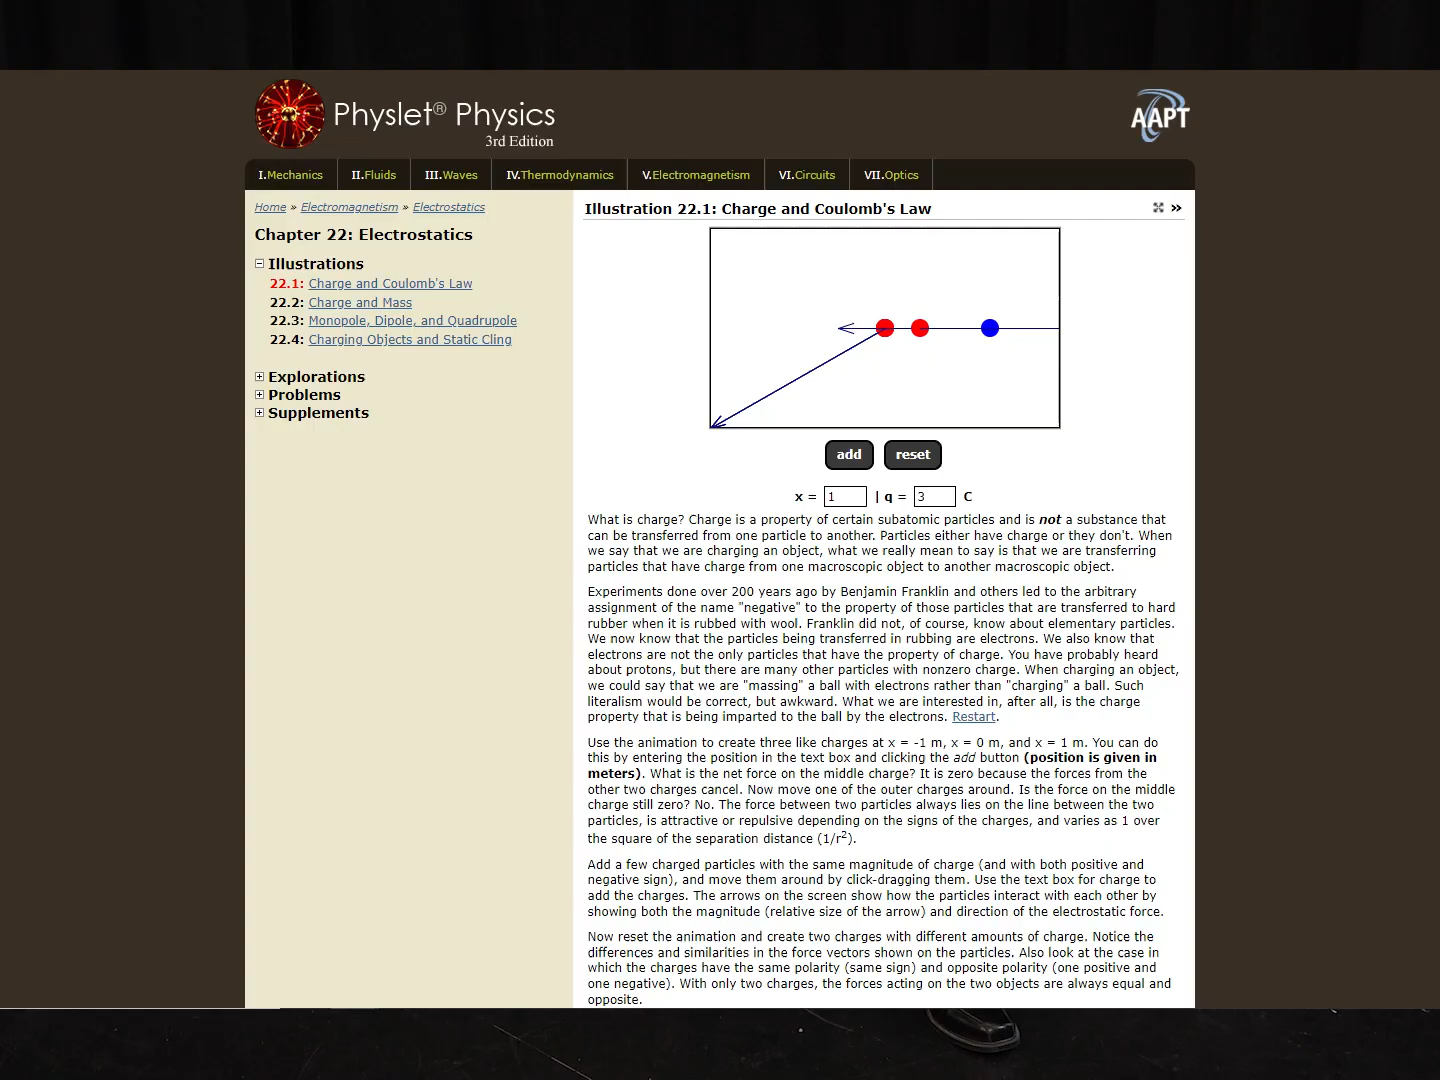 Physlet® Physics
3rd Edition
AAPT
I.Mechanics II.Fluids III.Waves IV.Thermodynamics V.Electromagnetism VI.Circuits VII.Optics
Home » Electromagnetism » Electrostatics
Chapter 22: Electrostatics
Illustrations
22.1: Charge and Coulomb's Law
22.2: Charge and Mass
22.3: Monopole, Dipole, and Quadrupole
22.4: Charging Objects and Static Cling
Explorations
Problems
Supplements
Illustration 22.1: Charge and Coulomb's Law »
add reset
x = 1 | q = 3 C
What is charge? Charge is a property of certain subatomic particles and is not a substance that
can be transferred from one particle to another. Particles either have charge or they don't. When
we say that we are charging an object, what we really mean to say is that we are transferring
particles that have charge from one macroscopic object to another macroscopic object.
Experiments done over 200 years ago by Benjamin Franklin and others led to the arbitrary
assignment of the name "negative" to the property of those particles that are transferred to hard
rubber when it is rubbed with wool. Franklin did not, of course, know about elementary particles.
We now know that the particles being transferred in rubbing are electrons. We also know that
electrons are not the only particles that have the property of charge. You have probably heard
about protons, but there are many other particles with nonzero charge. When charging an object,
we could say that we are "massing" a ball with electrons rather than "charging" a ball. Such
literalism would be correct, but awkward. What we are interested in, after all, is the charge
property that is being imparted to the ball by the electrons. Restart.
Use the animation to create three like charges at x = -1 m, x = 0 m, and x = 1 m. You can do
this by entering the position in the text box and clicking the add button (position is given in
meters). What is the net force on the middle charge? It is zero because the forces from the
other two charges cancel. Now move one of the outer charges around. Is the force on the middle
charge still zero? No. The force between two particles always lies on the line between the two
particles, is attractive or repulsive depending on the signs of the charges, and varies as 1 over
the square of the separation distance (1/r²).
Add a few charged particles with the same magnitude of charge (and with both positive and
negative sign), and move them around by click-dragging them. Use the text box for charge to
add the charges. The arrows on the screen show how the particles interact with each other by
showing both the magnitude (relative size of the arrow) and direction of the electrostatic force.
Now reset the animation and create two charges with different amounts of charge. Notice the
differences and similarities in the force vectors shown on the particles. Also look at the case in
which the charges have the same polarity (same sign) and opposite polarity (one positive and
one negative). With only two charges, the forces acting on the two objects are always equal and
opposite.